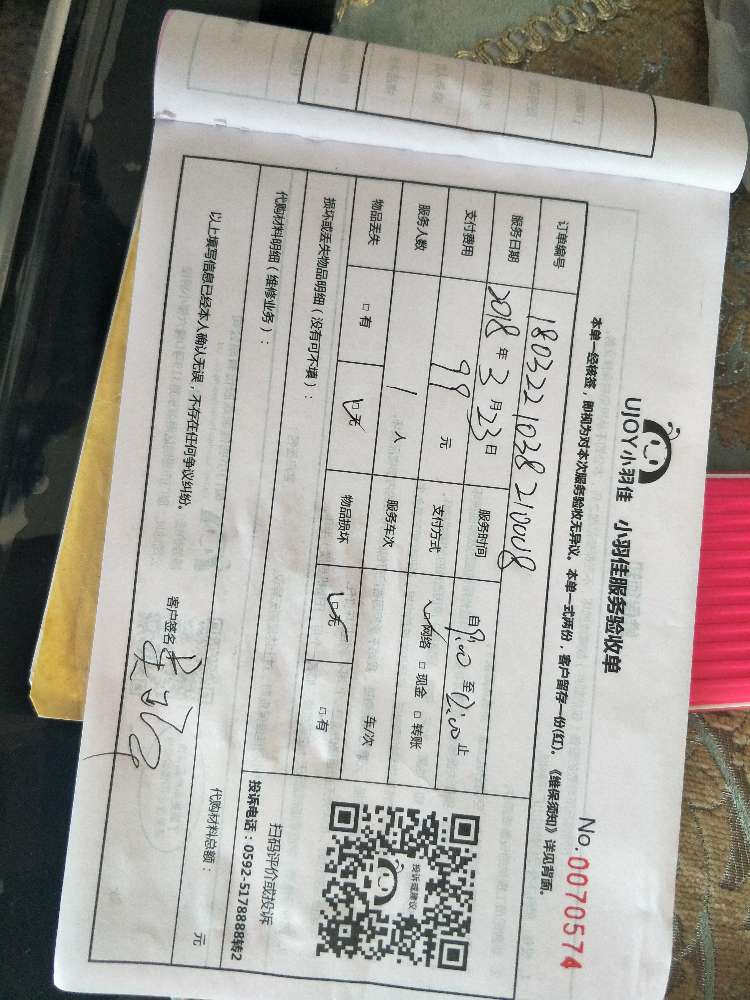 UJOY小羽佳 小羽佳服务验收单
No.0070574
本单一经核签，即视为对本次服务验收无异议。本单一式两份，客户留存一份(红)。《维保须知》详见背面。
订单编号 1803221028210008
服务日期 2018年3月23日 服务时间 自9:00至12:00止
支付费用 99元 支付方式 网络 现金 转账
服务人数 1人 服务车次 车/次
物品丢失 有 无 物品损坏 无 有
投诉或建议
扫码评价或投诉
投诉电话：0592-5178888转2
损坏或丢失物品明细（没有可不填）：
代购材料明细（维修业务）：
代购材料总额： 元
以上填写信息已经本人确认无误，不存在任何争议纠纷。
客户签名